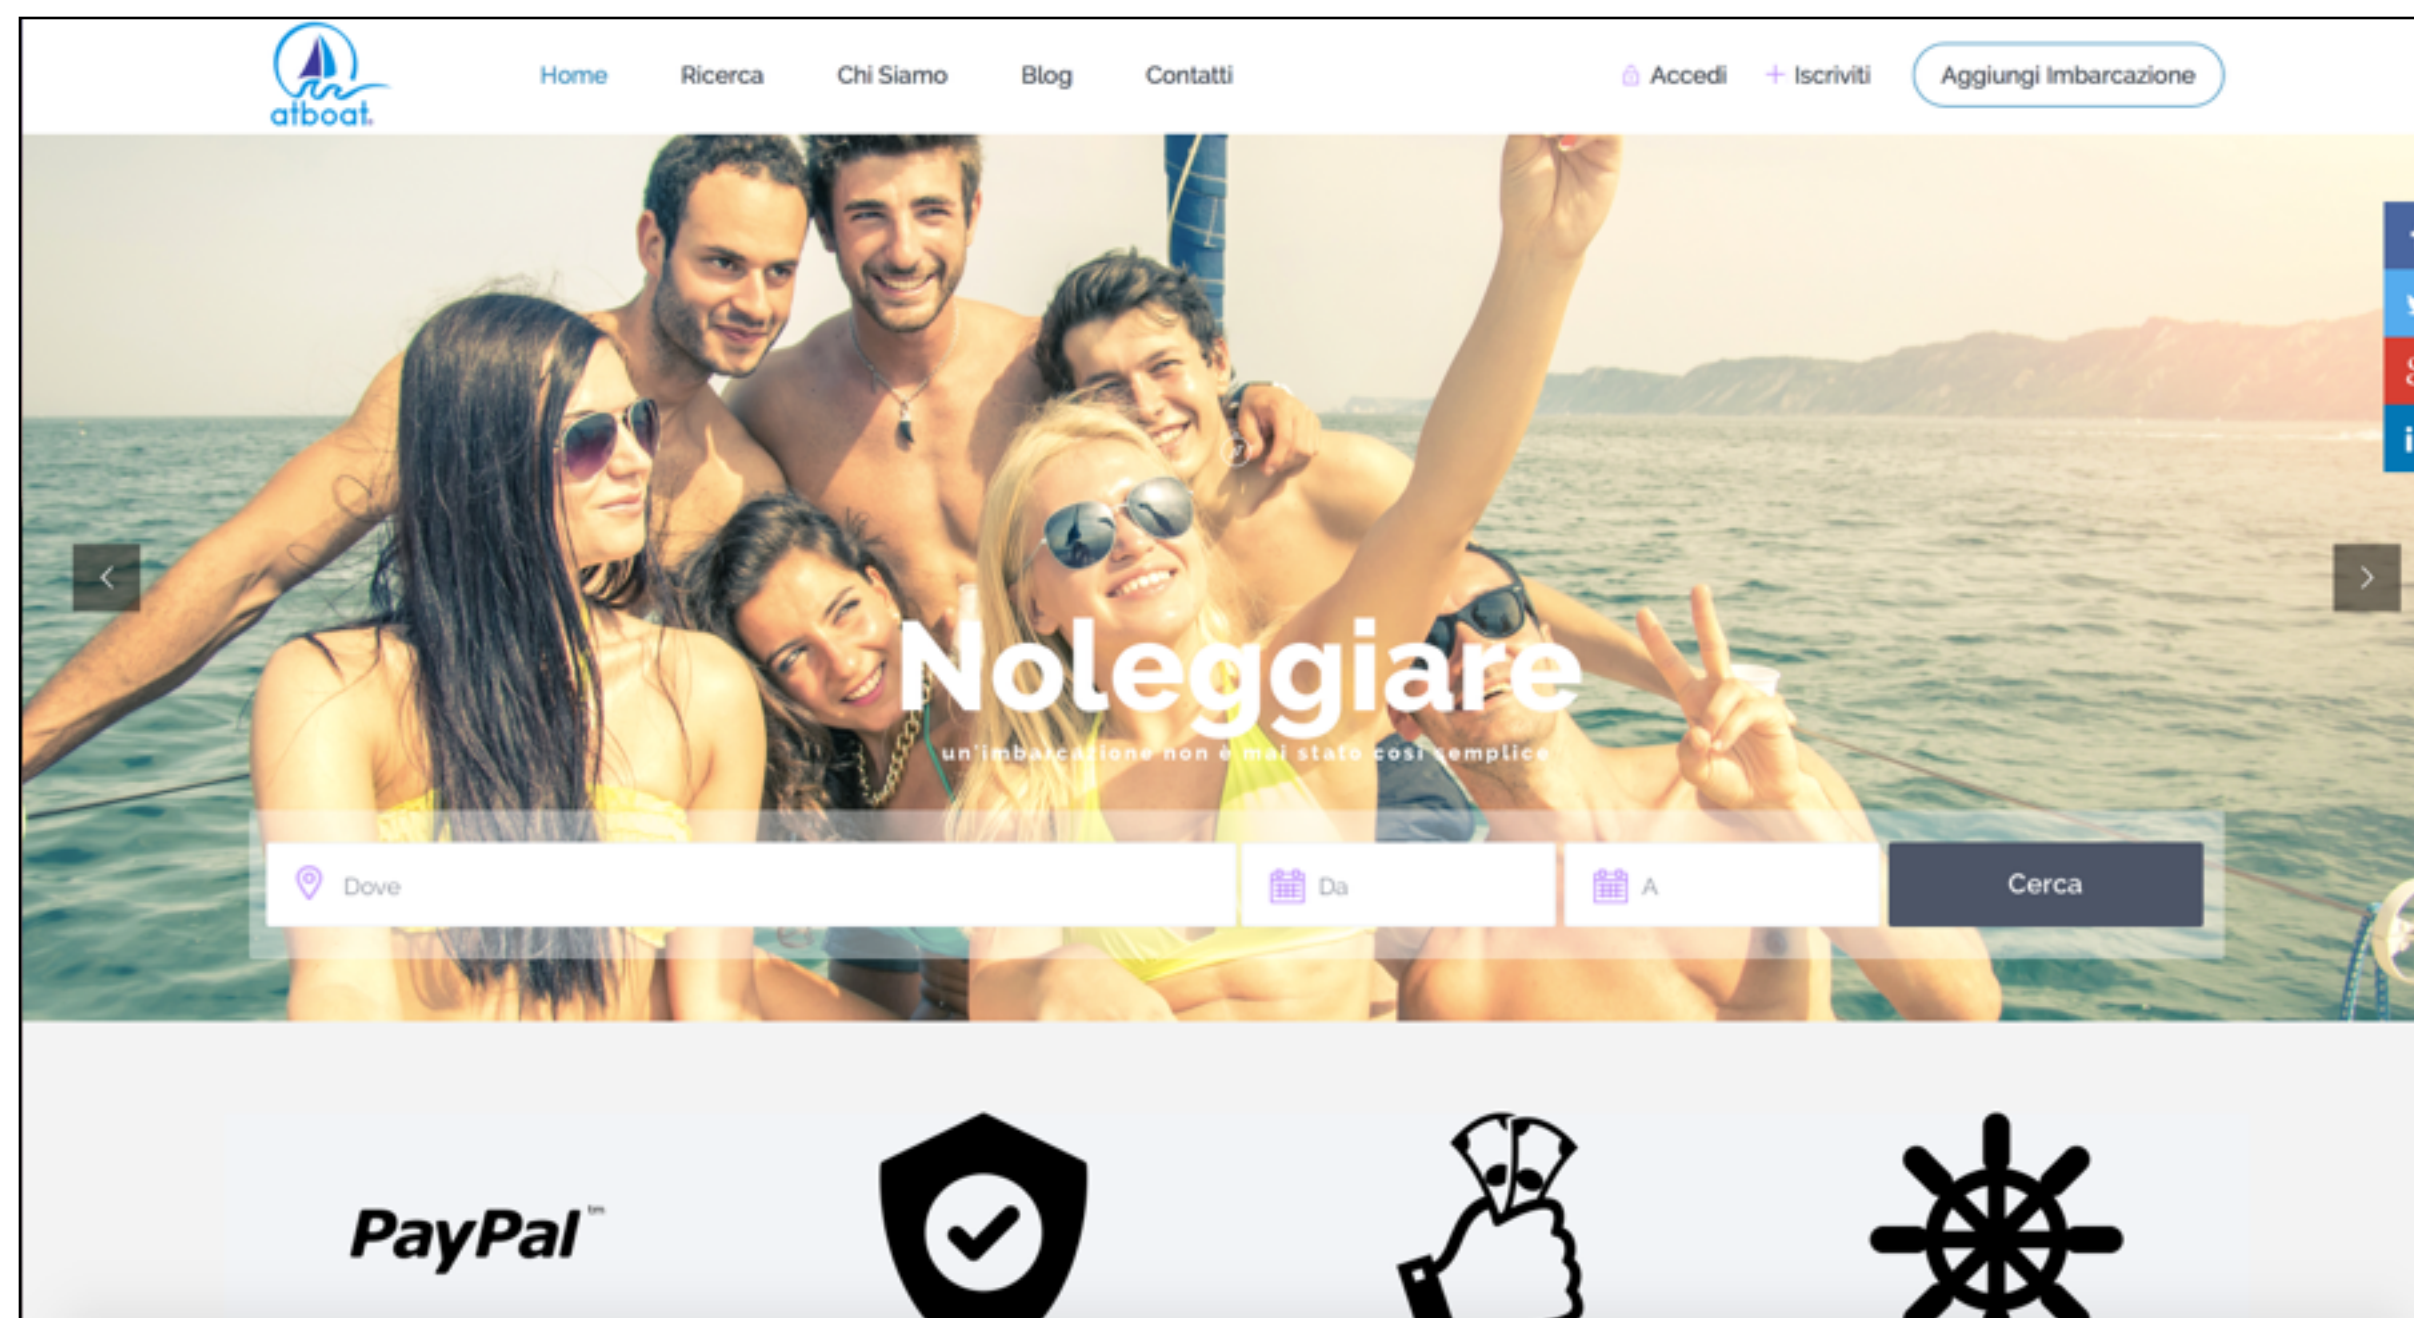 atboat.
Home Ricerca Chi Siamo Blog Contatti
Accedi + Iscriviti Aggiungi Imbarcazione
Noleggiare
un'imbarcazione non è mai stato così semplice
Dove Da A Cerca
PayPal tm